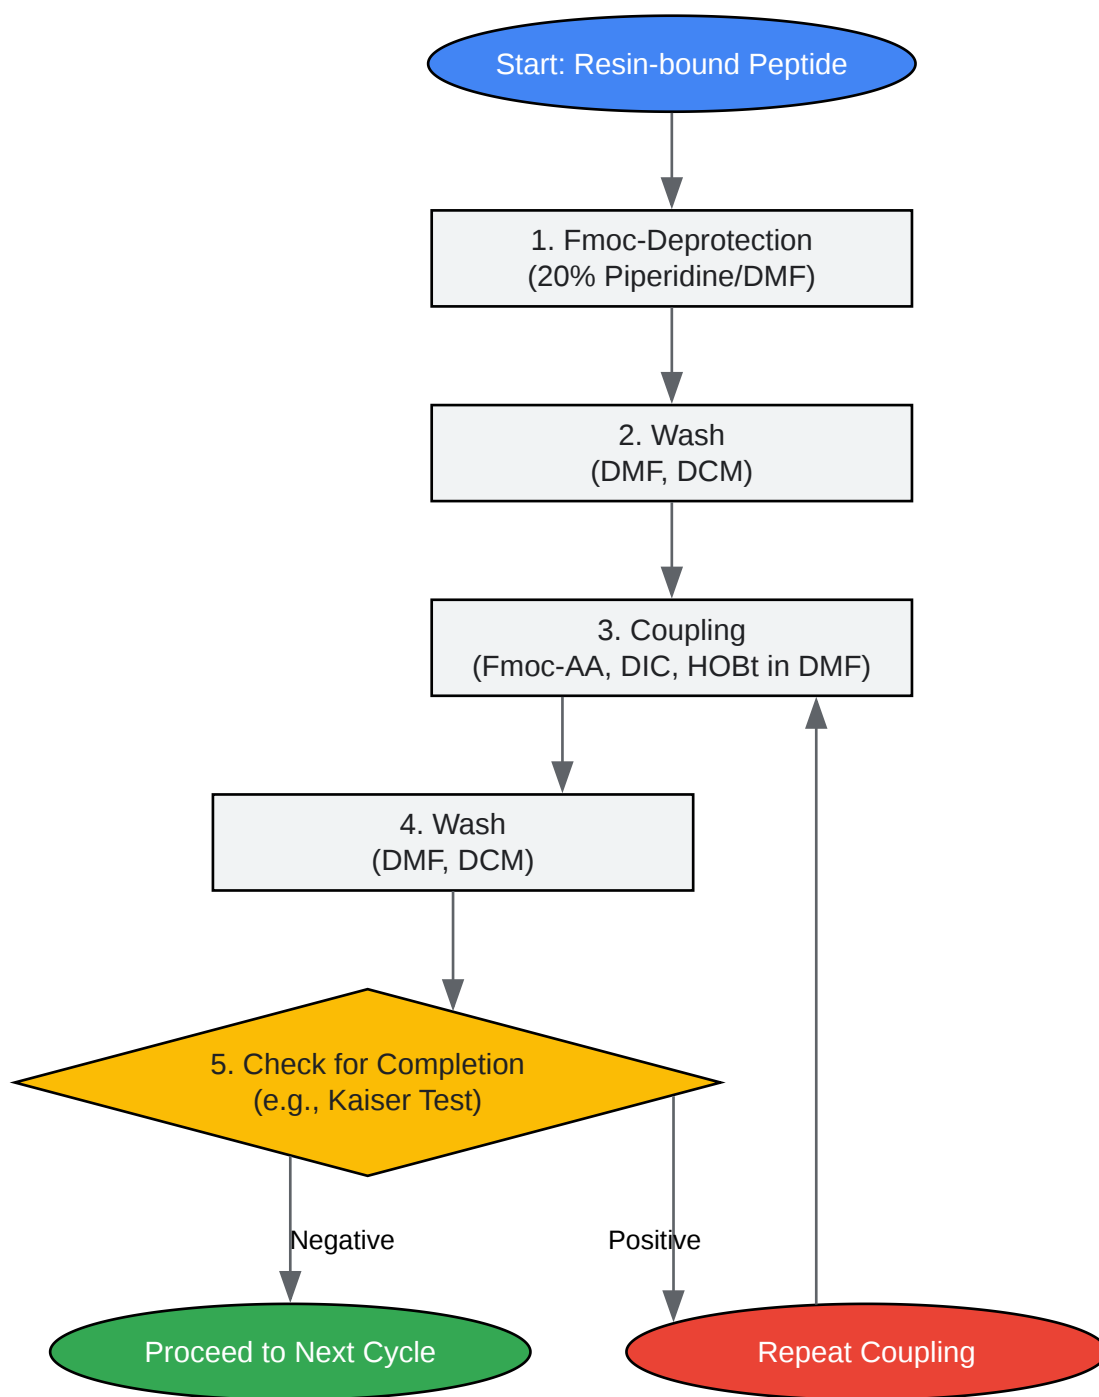 Start: Resin-bound Peptide
1. Fmoc-Deprotection
(20% Piperidine/DMF)
2. Wash
(DMF, DCM)
3. Coupling
(Fmoc-AA, DIC, HOBt in DMF)
4. Wash
(DMF, DCM)
5. Check for Completion
(e.g., Kaiser Test)
Negative
Positive
Proceed to Next Cycle
Repeat Coupling